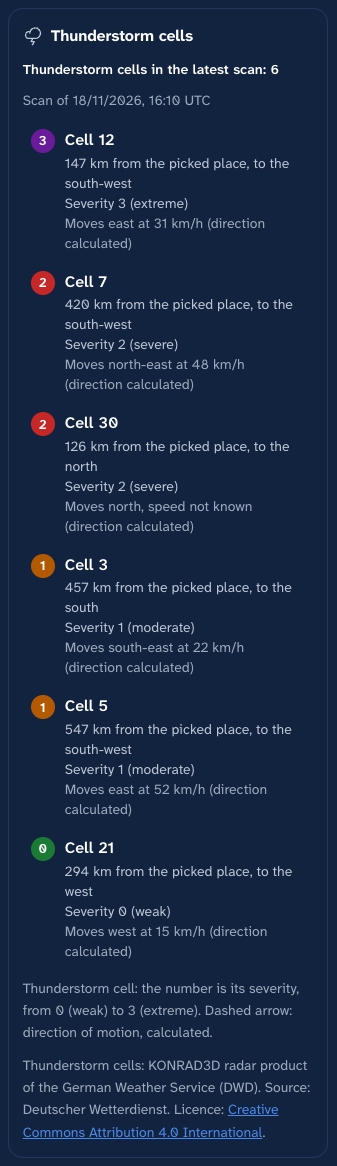 Thunderstorm cells
Thunderstorm cells in the latest scan: 6
Scan of 18/11/2026, 16:10 UTC
3
Cell 12
147 km from the picked place, to the
south-west
Severity 3 (extreme)
Moves east at 31 km/h (direction
calculated)
2
Cell 7
420 km from the picked place, to the
south-west
Severity 2 (severe)
Moves north-east at 48 km/h
(direction calculated)
2
Cell 30
126 km from the picked place, to the
north
Severity 2 (severe)
Moves north, speed not known
(direction calculated)
1
Cell 3
457 km from the picked place, to the
south
Severity 1 (moderate)
Moves south-east at 22 km/h
(direction calculated)
1
Cell 5
547 km from the picked place, to the
south-west
Severity 1 (moderate)
Moves east at 52 km/h (direction
calculated)
0
Cell 21
294 km from the picked place, to the
west
Severity 0 (weak)
Moves west at 15 km/h (direction
calculated)
Thunderstorm cell: the number is its severity,
from 0 (weak) to 3 (extreme). Dashed arrow:
direction of motion, calculated.
Thunderstorm cells: KONRAD3D radar product
of the German Weather Service (DWD). Source:
Deutscher Wetterdienst. Licence: Creative
Commons Attribution 4.0 International.